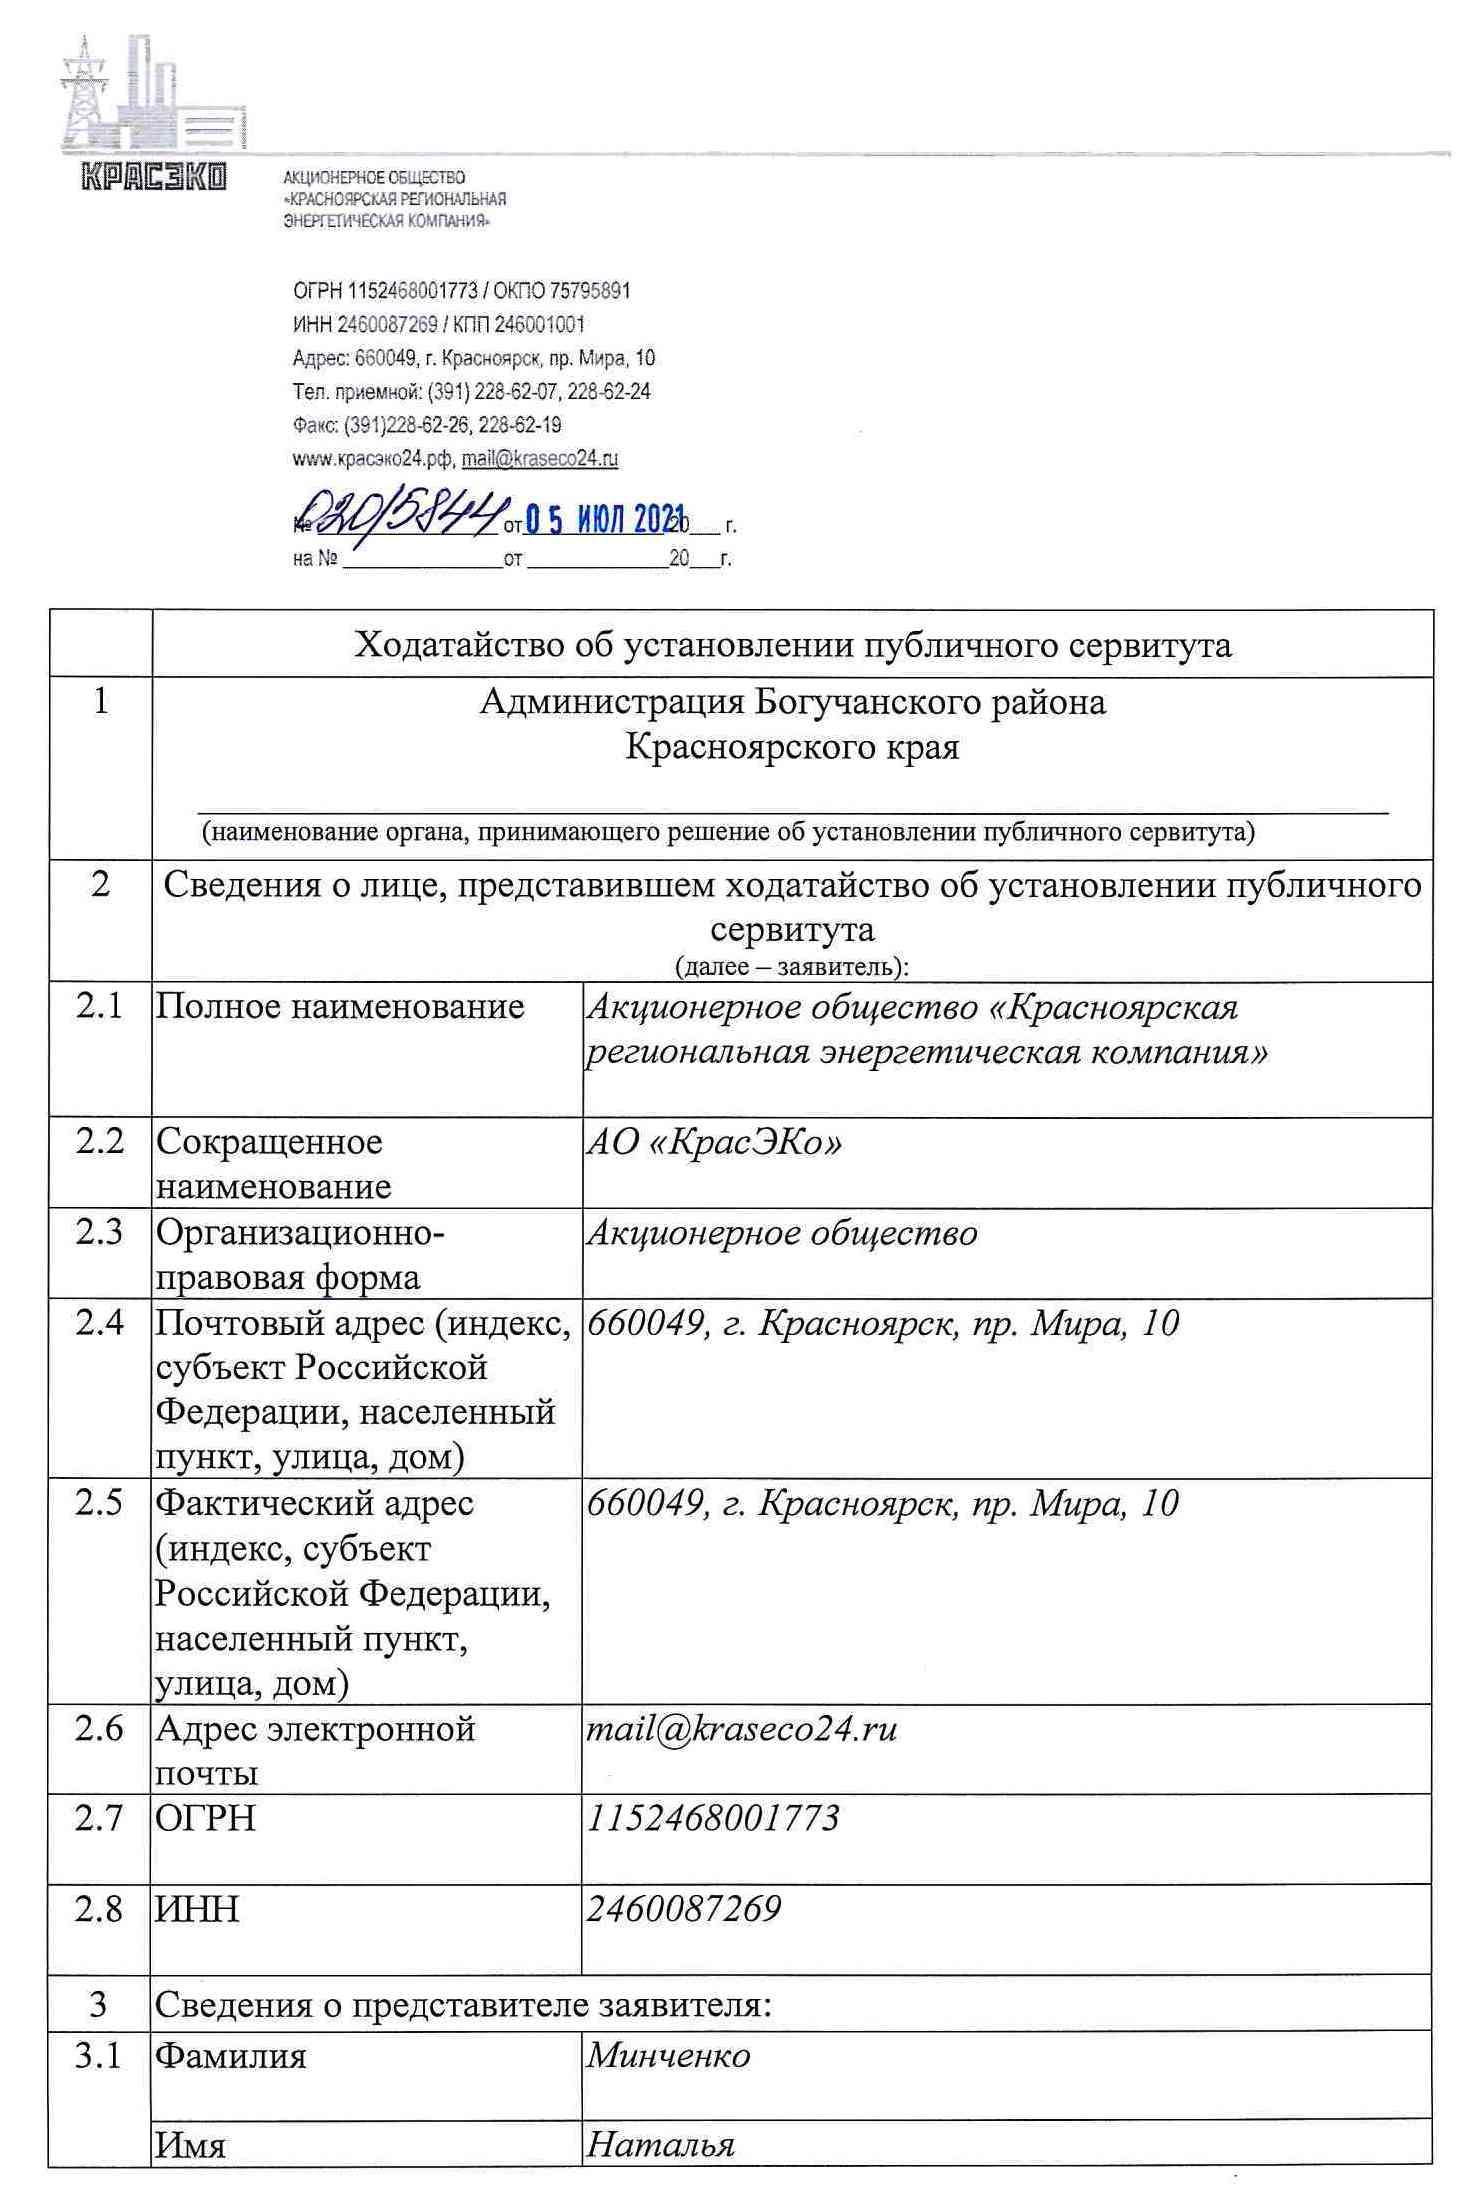 КРАСЭКО
АКЦИОНЕРНОЕ ОБЩЕСТВО
«КРАСНОЯРСКАЯ РЕГИОНАЛЬНАЯ
ЭНЕРГЕТИЧЕСКАЯ КОМПАНИЯ»
ОГРН 1152468001773 / ОКПО 75795891
ИНН 2460087269 / КПП 246001001
Адрес: 660049, г. Красноярск, пр. Мира, 10
Тел. приемной: (391) 228-62-07, 228-62-24
Факс: (391)228-62-26, 228-62-19
www.красэко24.рф, mail@kraseco24.ru
№ 020/5844 от 05 ИЮЛ 2021 20___ г.
на № _______________от _____________20___г.
Ходатайство об установлении публичного сервитута
1 Администрация Богучанского района
Красноярского края
(наименование органа, принимающего решение об установлении публичного сервитута)
2 Сведения о лице, представившем ходатайство об установлении публичного
сервитута
(далее – заявитель):
2.1 Полное наименование Акционерное общество «Красноярская
региональная энергетическая компания»
2.2 Сокращенное АО «КрасЭКо»
наименование
2.3 Организационно- Акционерное общество
правовая форма
2.4 Почтовый адрес (индекс, 660049, г. Красноярск, пр. Мира, 10
субъект Российской
Федерации, населенный
пункт, улица, дом)
2.5 Фактический адрес 660049, г. Красноярск, пр. Мира, 10
(индекс, субъект
Российской Федерации,
населенный пункт,
улица, дом)
2.6 Адрес электронной mail@kraseco24.ru
почты
2.7 ОГРН 1152468001773
2.8 ИНН 2460087269
3 Сведения о представителе заявителя:
3.1 Фамилия Минченко
Имя Наталья